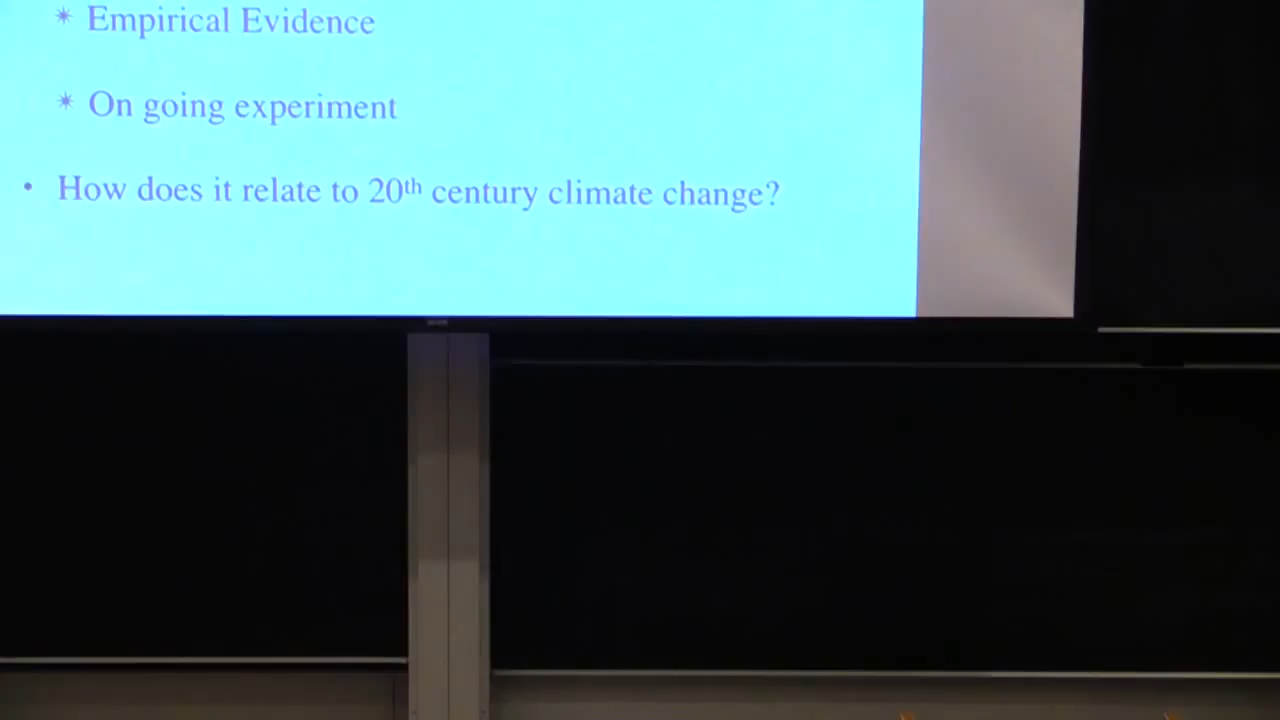 ✴ Empirical Evidence
✴ On going experiment
• How does it relate to 20th century climate change?